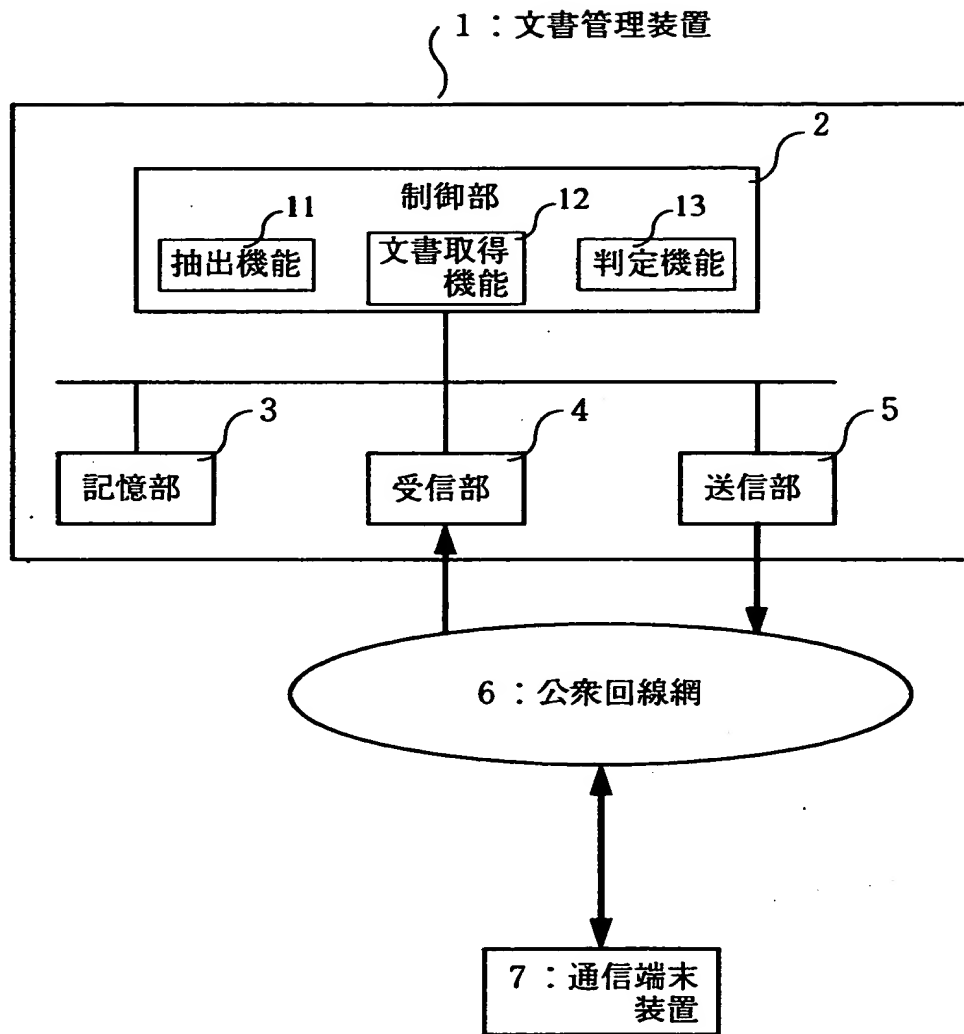 1：文書管理装置
2
制御部
11
12
13
抽出機能
文書取得
機能
判定機能
3
4
5
記憶部
受信部
送信部
6：公衆回線網
7：通信端末
装置